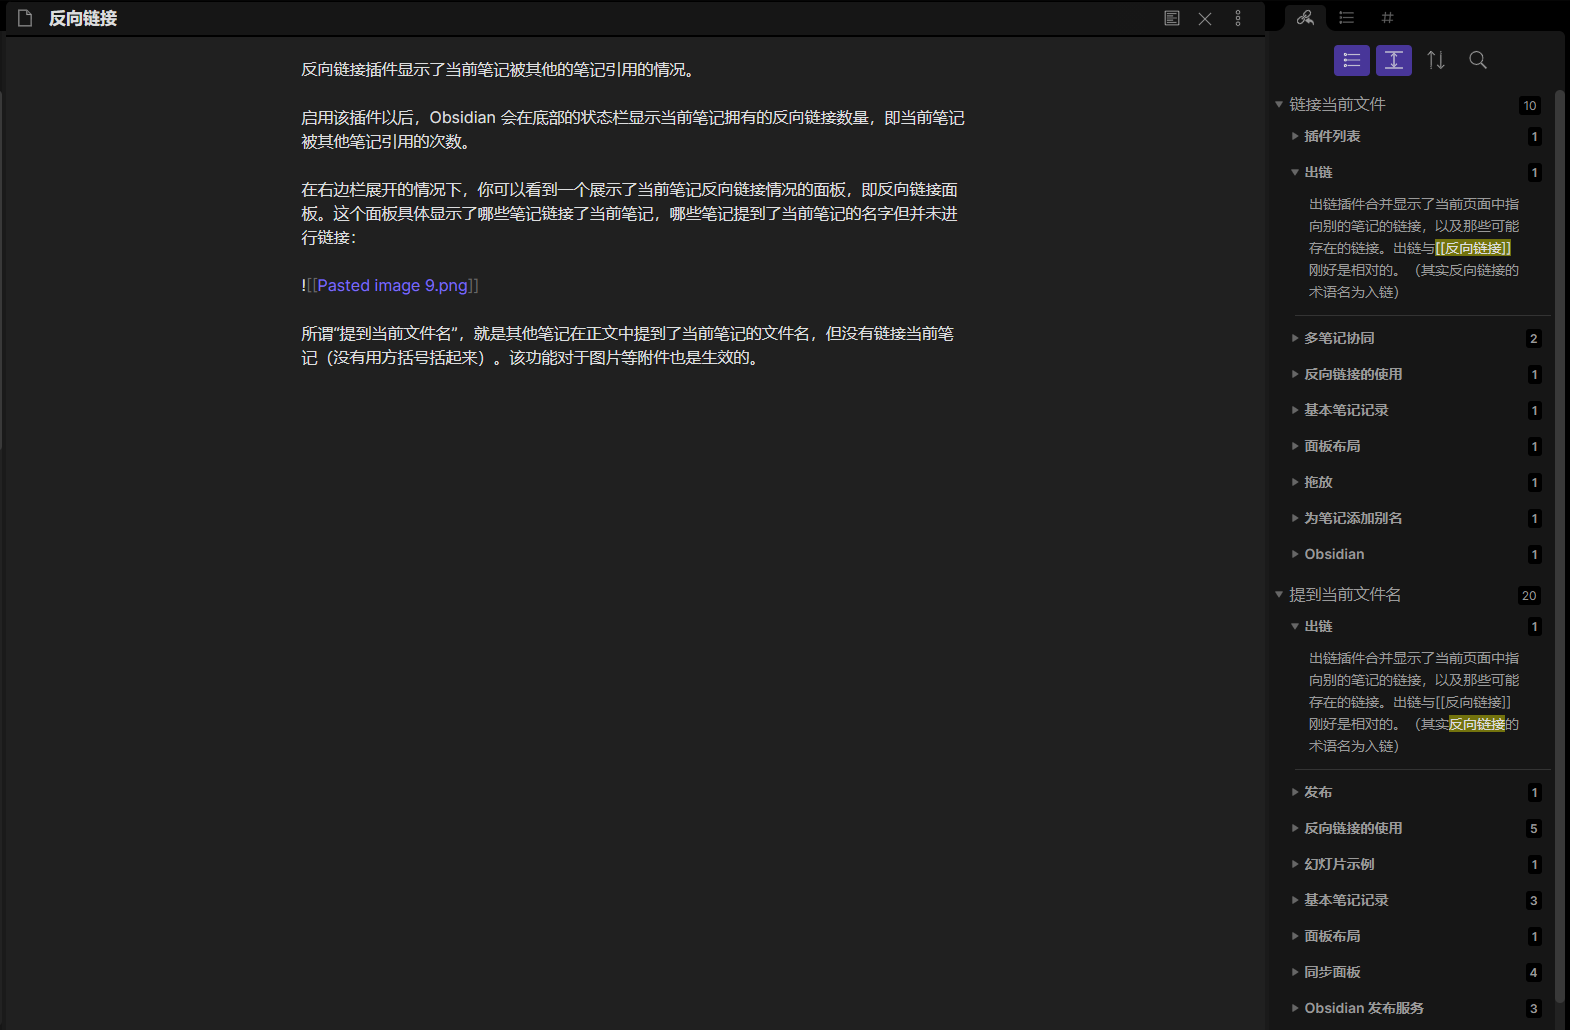 反向链接
反向链接插件显示了当前笔记被其他的笔记引用的情况。
启用该插件以后，Obsidian 会在底部的状态栏显示当前笔记拥有的反向链接数量，即当前笔记
被其他笔记引用的次数。
在右边栏展开的情况下，你可以看到一个展示了当前笔记反向链接情况的面板，即反向链接面
板。这个面板具体显示了哪些笔记链接了当前笔记，哪些笔记提到了当前笔记的名字但并未进
行链接：
![[Pasted image 9.png]]
所谓“提到当前文件名”，就是其他笔记在正文中提到了当前笔记的文件名，但没有链接当前笔
记（没有用方括号括起来）。该功能对于图片等附件也是生效的。
链接当前文件 10
插件列表 1
出链 1
出链插件合并显示了当前页面中指
向别的笔记的链接，以及那些可能
存在的链接。出链与[[反向链接]]
刚好是相对的。（其实反向链接的
术语名为入链）
多笔记协同 2
反向链接的使用 1
基本笔记记录 1
面板布局 1
拖放 1
为笔记添加别名 1
Obsidian 1
提到当前文件名 20
出链 1
出链插件合并显示了当前页面中指
向别的笔记的链接，以及那些可能
存在的链接。出链与[[反向链接]]
刚好是相对的。（其实反向链接的
术语名为入链）
发布 1
反向链接的使用 5
幻灯片示例 1
基本笔记记录 3
面板布局 1
同步面板 4
Obsidian 发布服务 3